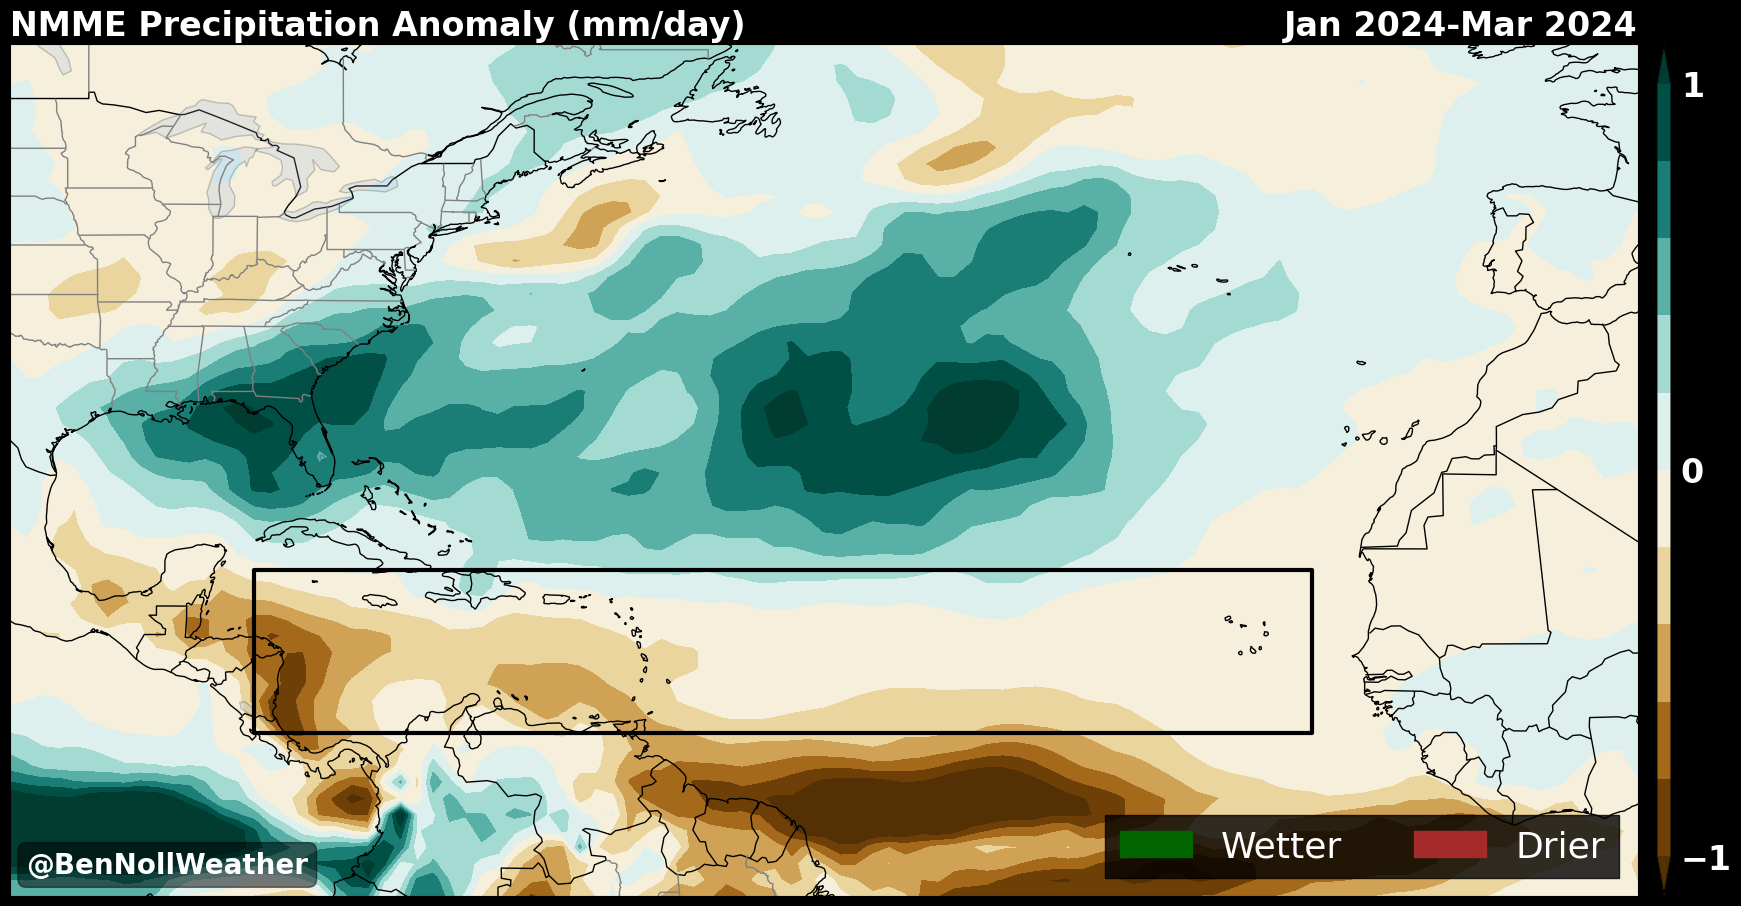 NMME Precipitation Anomaly (mm/day) Jan 2024-Mar 2024
1
0
−1
Wetter Drier
@BenNollWeather